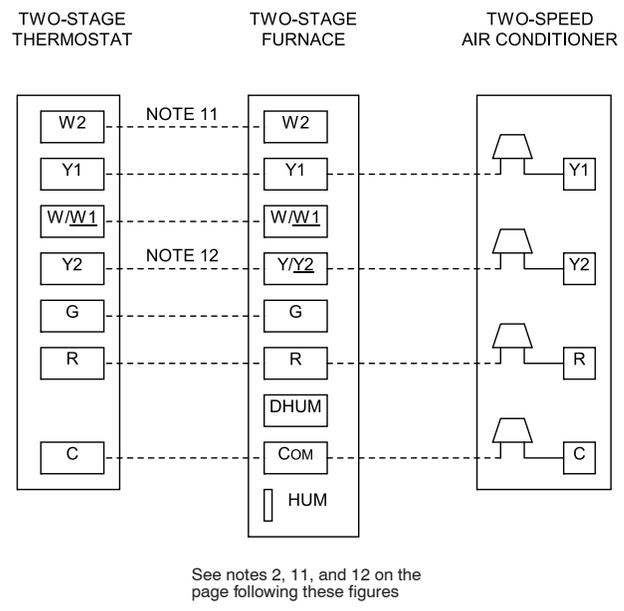 TWO-STAGE
THERMOSTAT
TWO-STAGE
FURNACE
TWO-SPEED
AIR CONDITIONER
W2
NOTE 11
W2
Y1
Y1
Y1
W/W1
W/W1
Y2
NOTE 12
Y/Y2
Y2
G
G
R
R
R
DHUM
C
COM
C
HUM
See notes 2, 11, and 12 on the
page following these figures